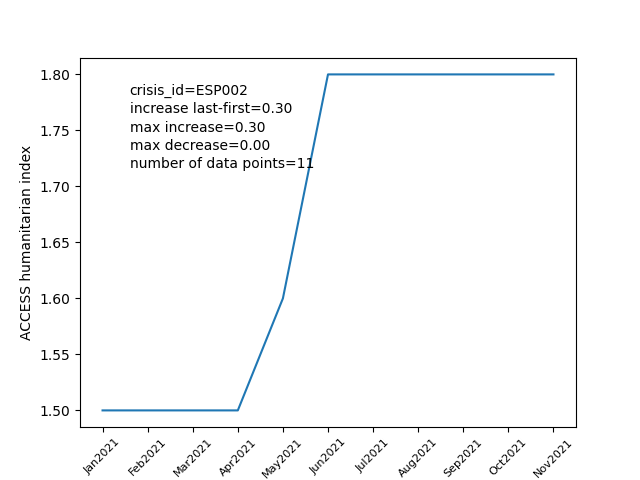 crisis_id=ESP002
increase last-first=0.30
max increase=0.30
max decrease=0.00
number of data points=11
ACCESS humanitarian index
1.80
1.75
1.70
1.65
1.60
1.55
1.50
Jan2021 Feb2021 Mar2021 Apr2021 May2021 Jun2021 Jul2021 Aug2021 Sep2021 Oct2021 Nov2021